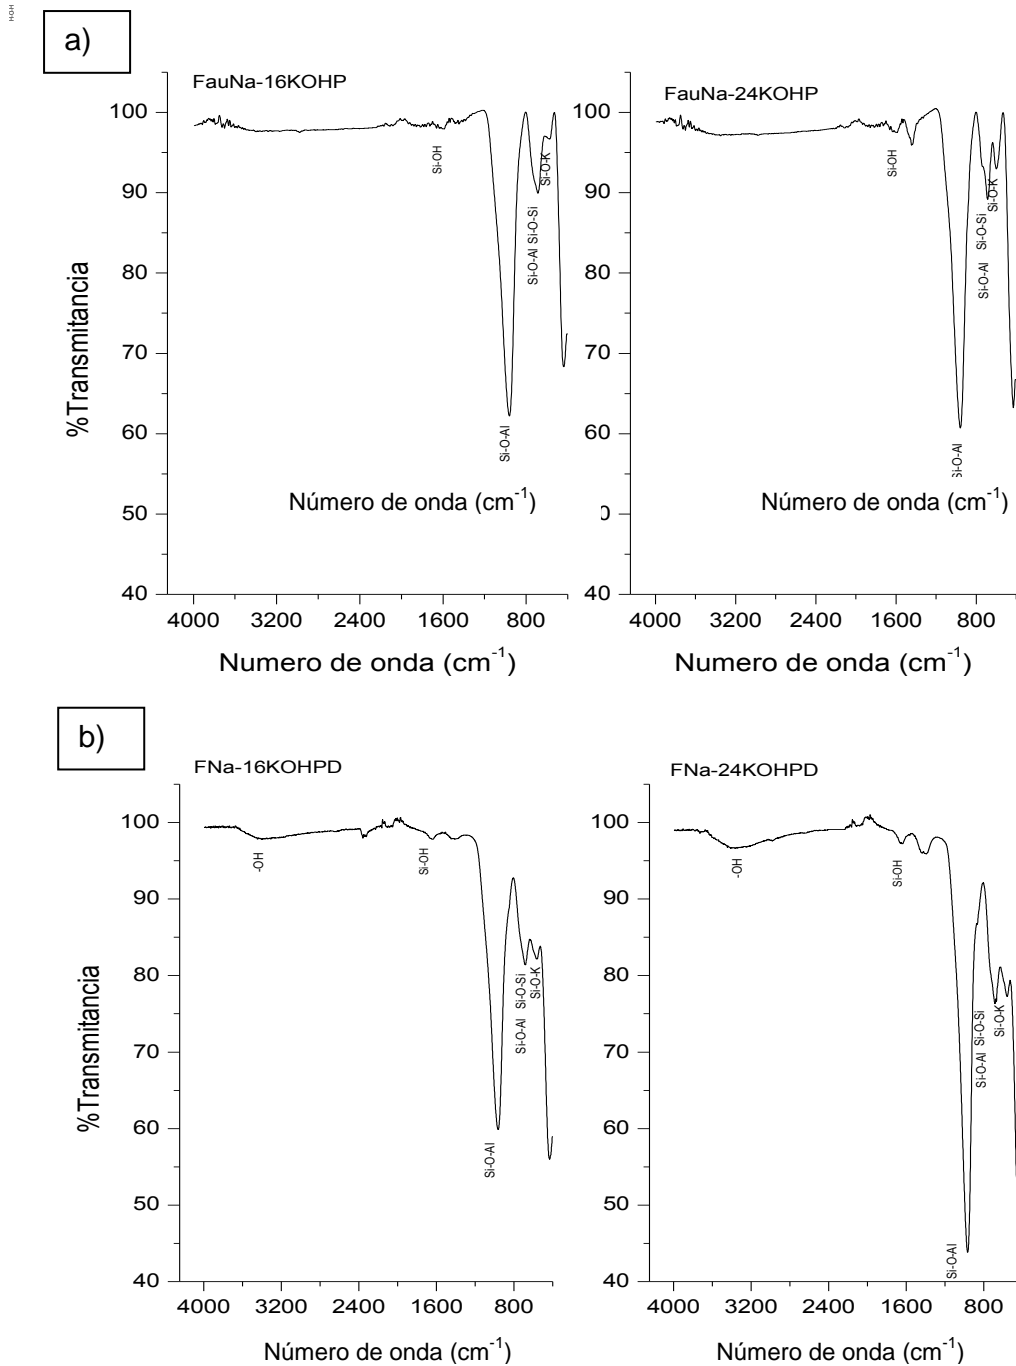 H-O-H
a)
FauNa-16KOHP
%Transmitancia
100
90
80
70
60
50
40
4000 3200 2400 1600 800
Si-OH
Si-O-Al
Si-O-Al Si-O-Si
Si-O-K
Número de onda (cm-1)
Numero de onda (cm-1)
FauNa-24KOHP
100
90
80
70
60
0
40
4000 3200 2400 1600 800
Si-OH
Si-O-Al
Si-O-Al Si-O-Si
Si-O-K
Número de onda (cm-1)
Numero de onda (cm-1)
b)
FNa-16KOHPD
%Transmitancia
100
90
80
70
60
50
40
4000 3200 2400 1600 800
-OH
Si-OH
Si-O-Al
Si-O-Al Si-O-Si
Si-O-K
Número de onda (cm-1)
FNa-24KOHPD
100
90
80
70
60
50
40
4000 3200 2400 1600 800
-OH
Si-OH
Si-O-Al
Si-O-Al Si-O-Si
Si-O-K
Número de onda (cm-1)